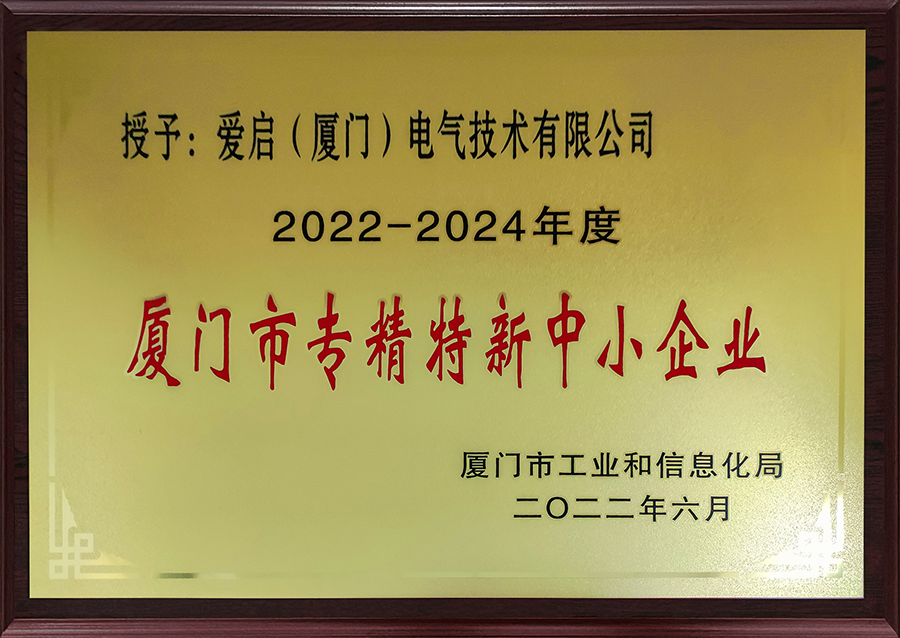 授予：爱启（厦门）电气技术有限公司
2022-2024年度
厦门市专精特新中小企业
厦门市工业和信息化局
二〇二二年六月